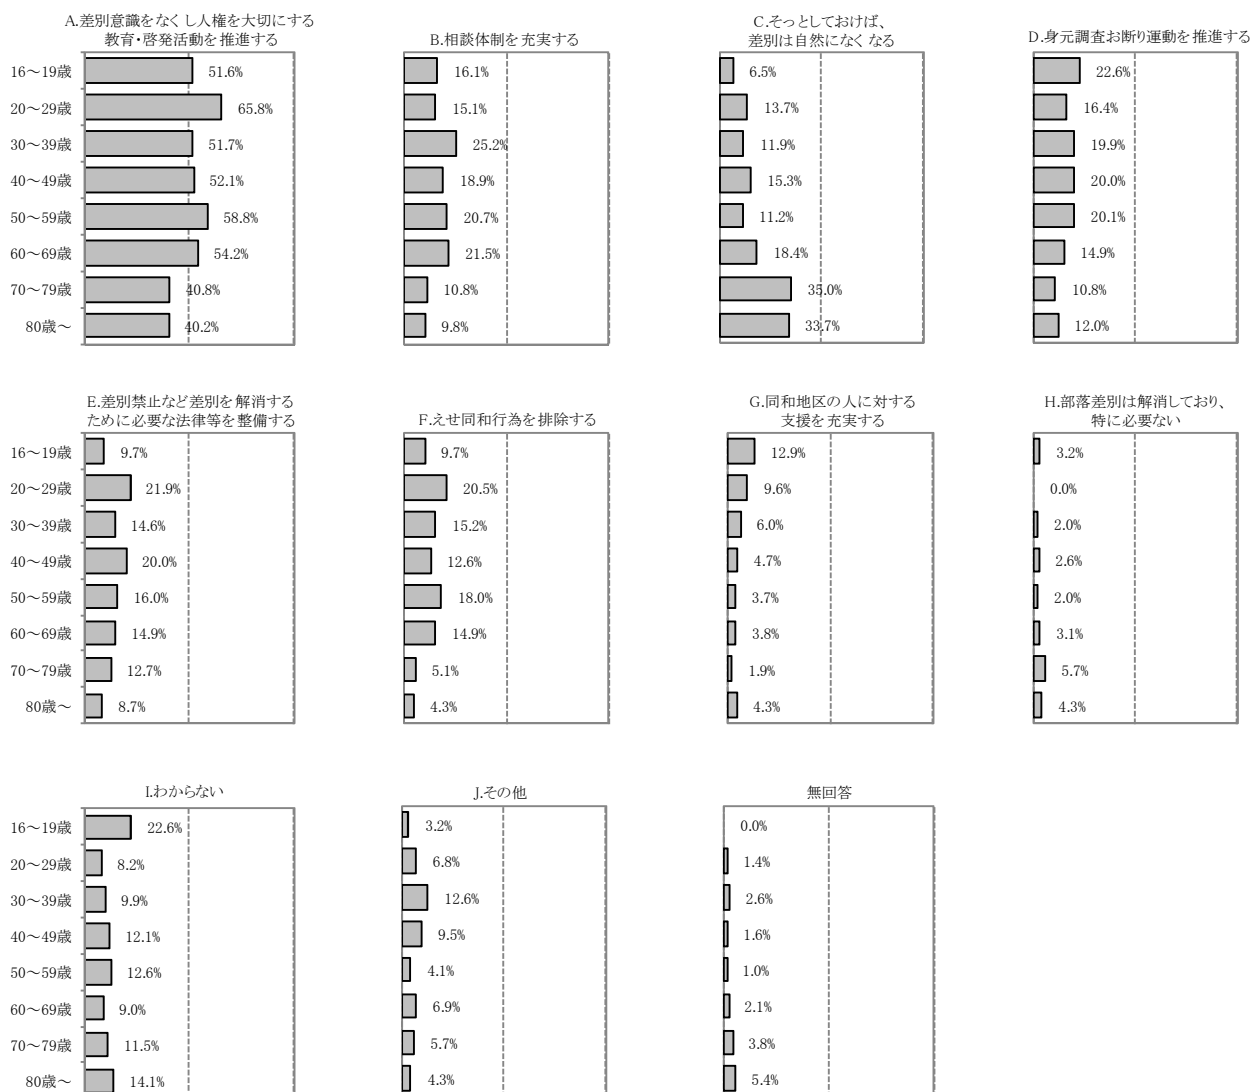 A.差別意識をなくし人権を大切にする
教育・啓発活動を推進する
B.相談体制を充実する
C.そっとしておけば、
差別は自然になくなる
D.身元調査お断り運動を推進する
16～19歳 51.6% 16.1% 6.5% 22.6%
20～29歳 65.8% 15.1% 13.7% 16.4%
30～39歳 51.7% 25.2% 11.9% 19.9%
40～49歳 52.1% 18.9% 15.3% 20.0%
50～59歳 58.8% 20.7% 11.2% 20.1%
60～69歳 54.2% 21.5% 18.4% 14.9%
70～79歳 40.8% 10.8% 35.0% 10.8%
80歳～ 40.2% 9.8% 33.7% 12.0%
E.差別禁止など差別を解消する
ために必要な法律等を整備する
F.えせ同和行為を排除する
G.同和地区の人に対する
支援を充実する
H.部落差別は解消しており、
特に必要ない
16～19歳 9.7% 9.7% 12.9% 3.2%
20～29歳 21.9% 20.5% 9.6% 0.0%
30～39歳 14.6% 15.2% 6.0% 2.0%
40～49歳 20.0% 12.6% 4.7% 2.6%
50～59歳 16.0% 18.0% 3.7% 2.0%
60～69歳 14.9% 14.9% 3.8% 3.1%
70～79歳 12.7% 5.1% 1.9% 5.7%
80歳～ 8.7% 4.3% 4.3% 4.3%
I.わからない
J.その他
無回答
16～19歳 22.6% 3.2% 0.0%
20～29歳 8.2% 6.8% 1.4%
30～39歳 9.9% 12.6% 2.6%
40～49歳 12.1% 9.5% 1.6%
50～59歳 12.6% 4.1% 1.0%
60～69歳 9.0% 6.9% 2.1%
70～79歳 11.5% 5.7% 3.8%
80歳～ 14.1% 4.3% 5.4%